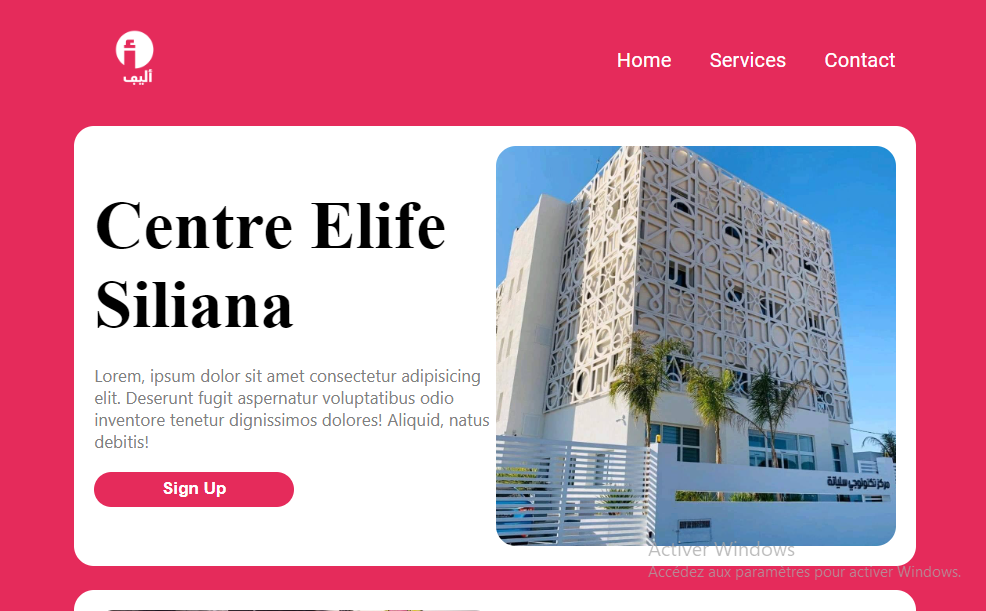 أ
أليف
Home Services Contact
Centre Elife
Siliana
Lorem, ipsum dolor sit amet consectetur adipisicing
elit. Deserunt fugit aspernatur voluptatibus odio
inventore tenetur dignissimos dolores! Aliquid, natus
debitis!
Sign Up
مركز تكنولوجي سليانة
Activer Windows
Accédez aux paramètres pour activer Windows.